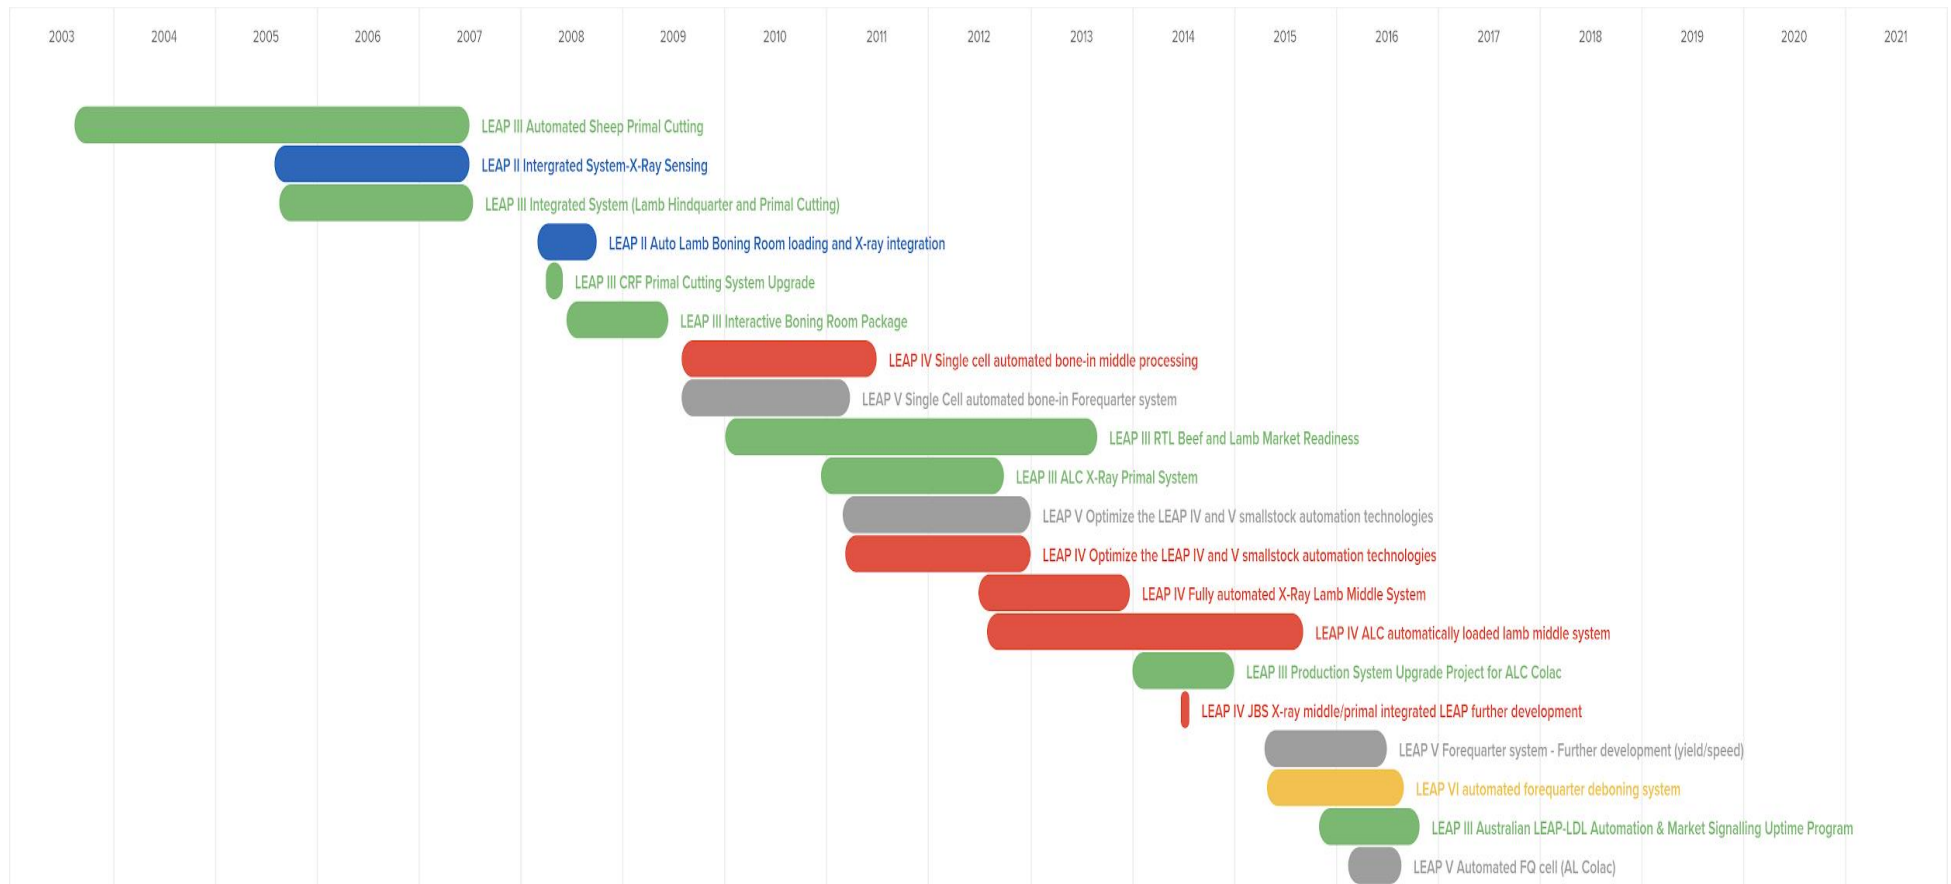 2003 2004 2005 2006 2007 2008 2009 2010 2011 2012 2013 2014 2015 2016 2017 2018 2019 2020 2021
LEAP III Automated Sheep Primal Cutting
LEAP II Intergrated System-X-Ray Sensing
LEAP III Integrated System (Lamb Hindquarter and Primal Cutting)
LEAP II Auto Lamb Boning Room loading and X-ray integration
LEAP III CRF Primal Cutting System Upgrade
LEAP III Interactive Boning Room Package
LEAP IV Single cell automated bone-in middle processing
LEAP V Single Cell automated bone-in Forequarter system
LEAP III RTL Beef and Lamb Market Readiness
LEAP III ALC X-Ray Primal System
LEAP V Optimize the LEAP IV and V smallstock automation technologies
LEAP IV Optimize the LEAP IV and V smallstock automation technologies
LEAP IV Fully automated X-Ray Lamb Middle System
LEAP IV ALC automatically loaded lamb middle system
LEAP III Production System Upgrade Project for ALC Colac
LEAP IV JBS X-ray middle/primal integrated LEAP further development
LEAP V Forequarter system - Further development (yield/speed)
LEAP VI automated forequarter deboning system
LEAP III Australian LEAP-LDL Automation & Market Signalling Uptime Program
LEAP V Automated FQ cell (AL Colac)